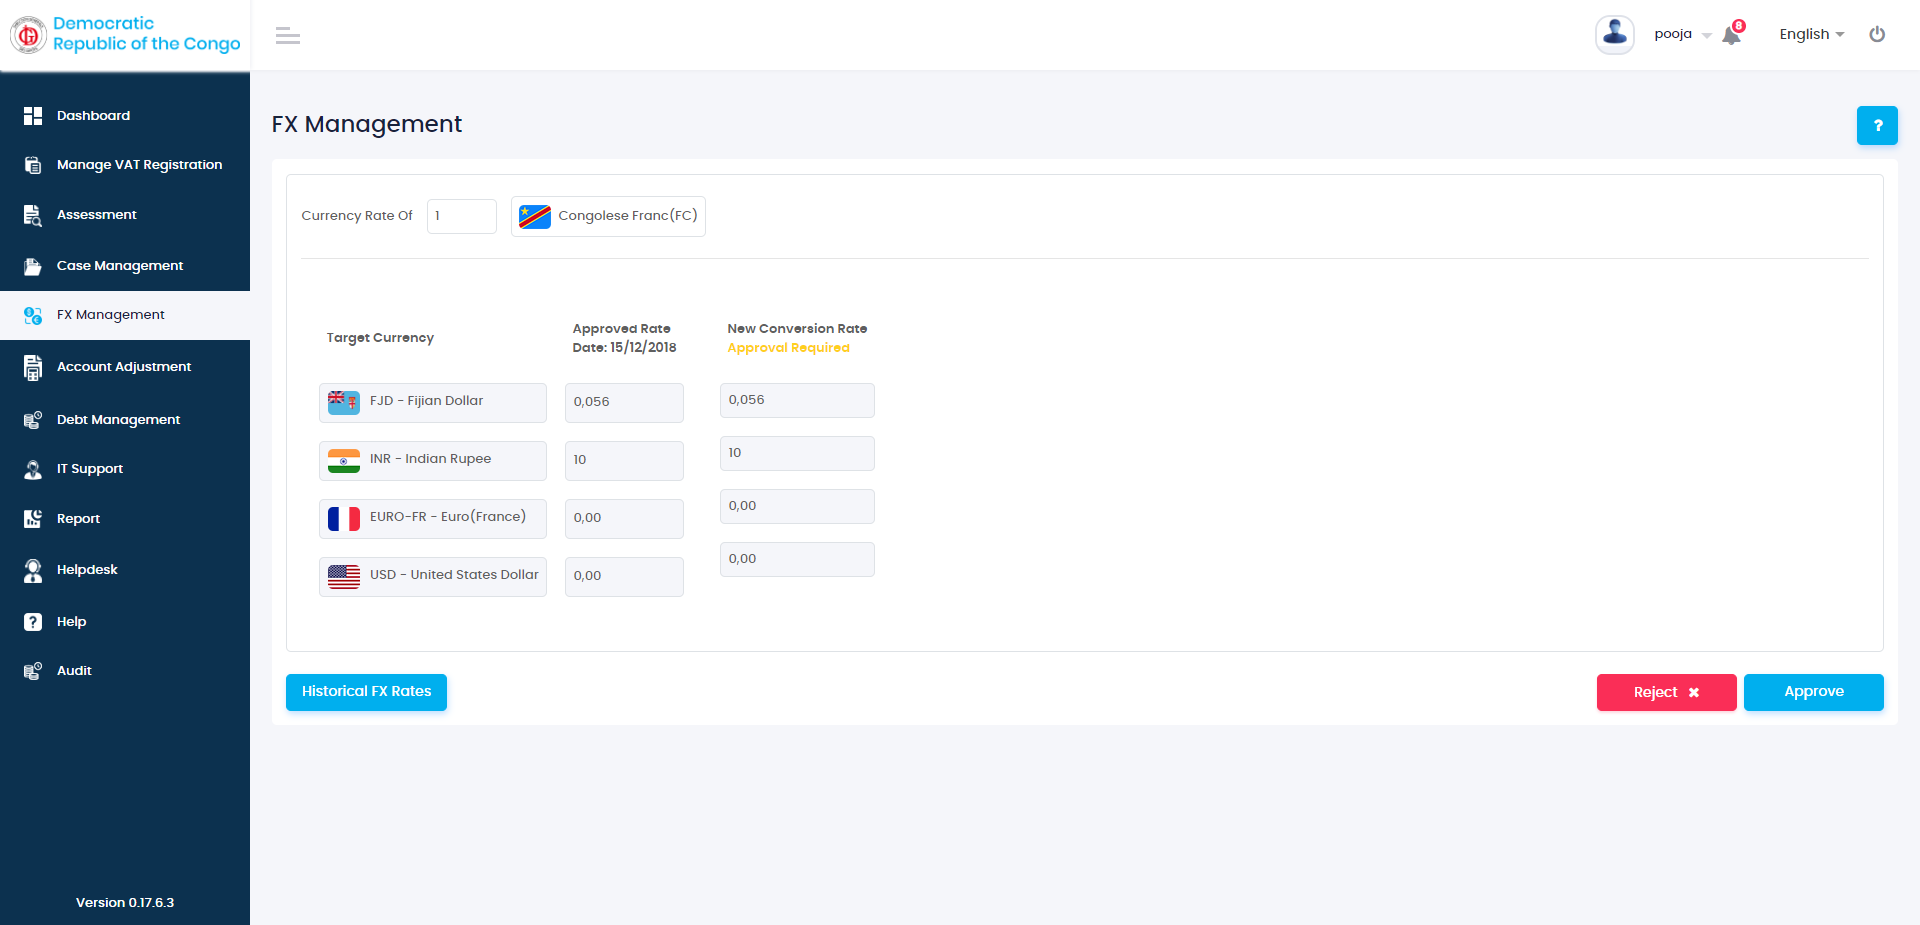 Democratic
Republic of the Congo
pooja
8
English
Dashboard
Manage VAT Registration
Assessment
Case Management
FX Management
Account Adjustment
Debt Management
IT Support
Report
Helpdesk
Help
Audit
Version 0.17.6.3
FX Management
?
Currency Rate Of
1
Congolese Franc(FC)
Target Currency
Approved Rate
Date: 15/12/2018
New Conversion Rate
Approval Required
FJD - Fijian Dollar
0,056
0,056
INR - Indian Rupee
10
10
EURO-FR - Euro(France)
0,00
0,00
USD - United States Dollar
0,00
0,00
Historical FX Rates
Reject ✖
Approve